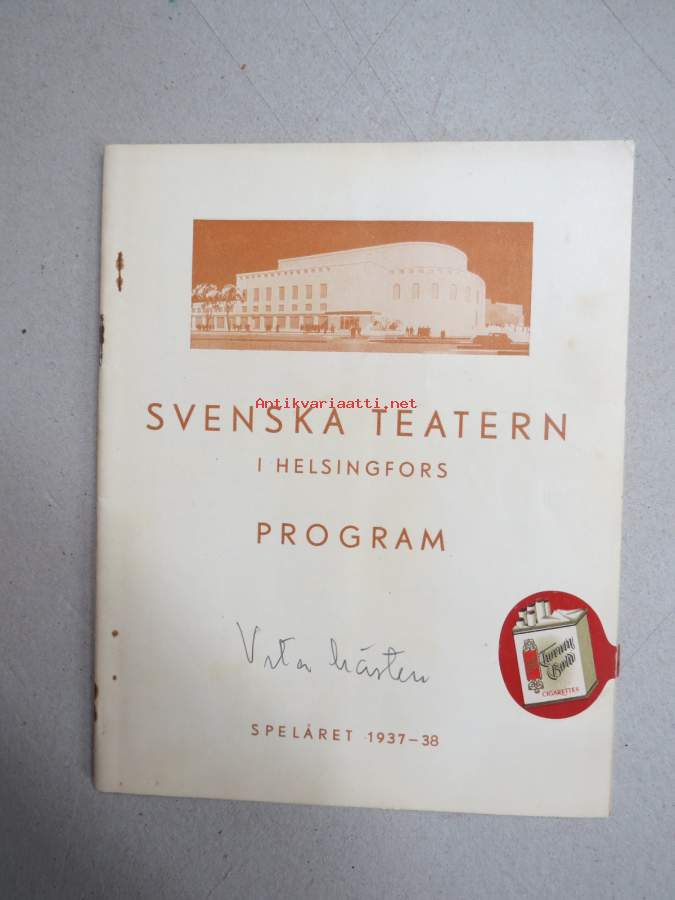 Antikvariaatti.net
SVENSKA TEATERN
I HELSINGFORS
PROGRAM
Vita hästen
CIGARETTES
SPELÅRET 1937-38